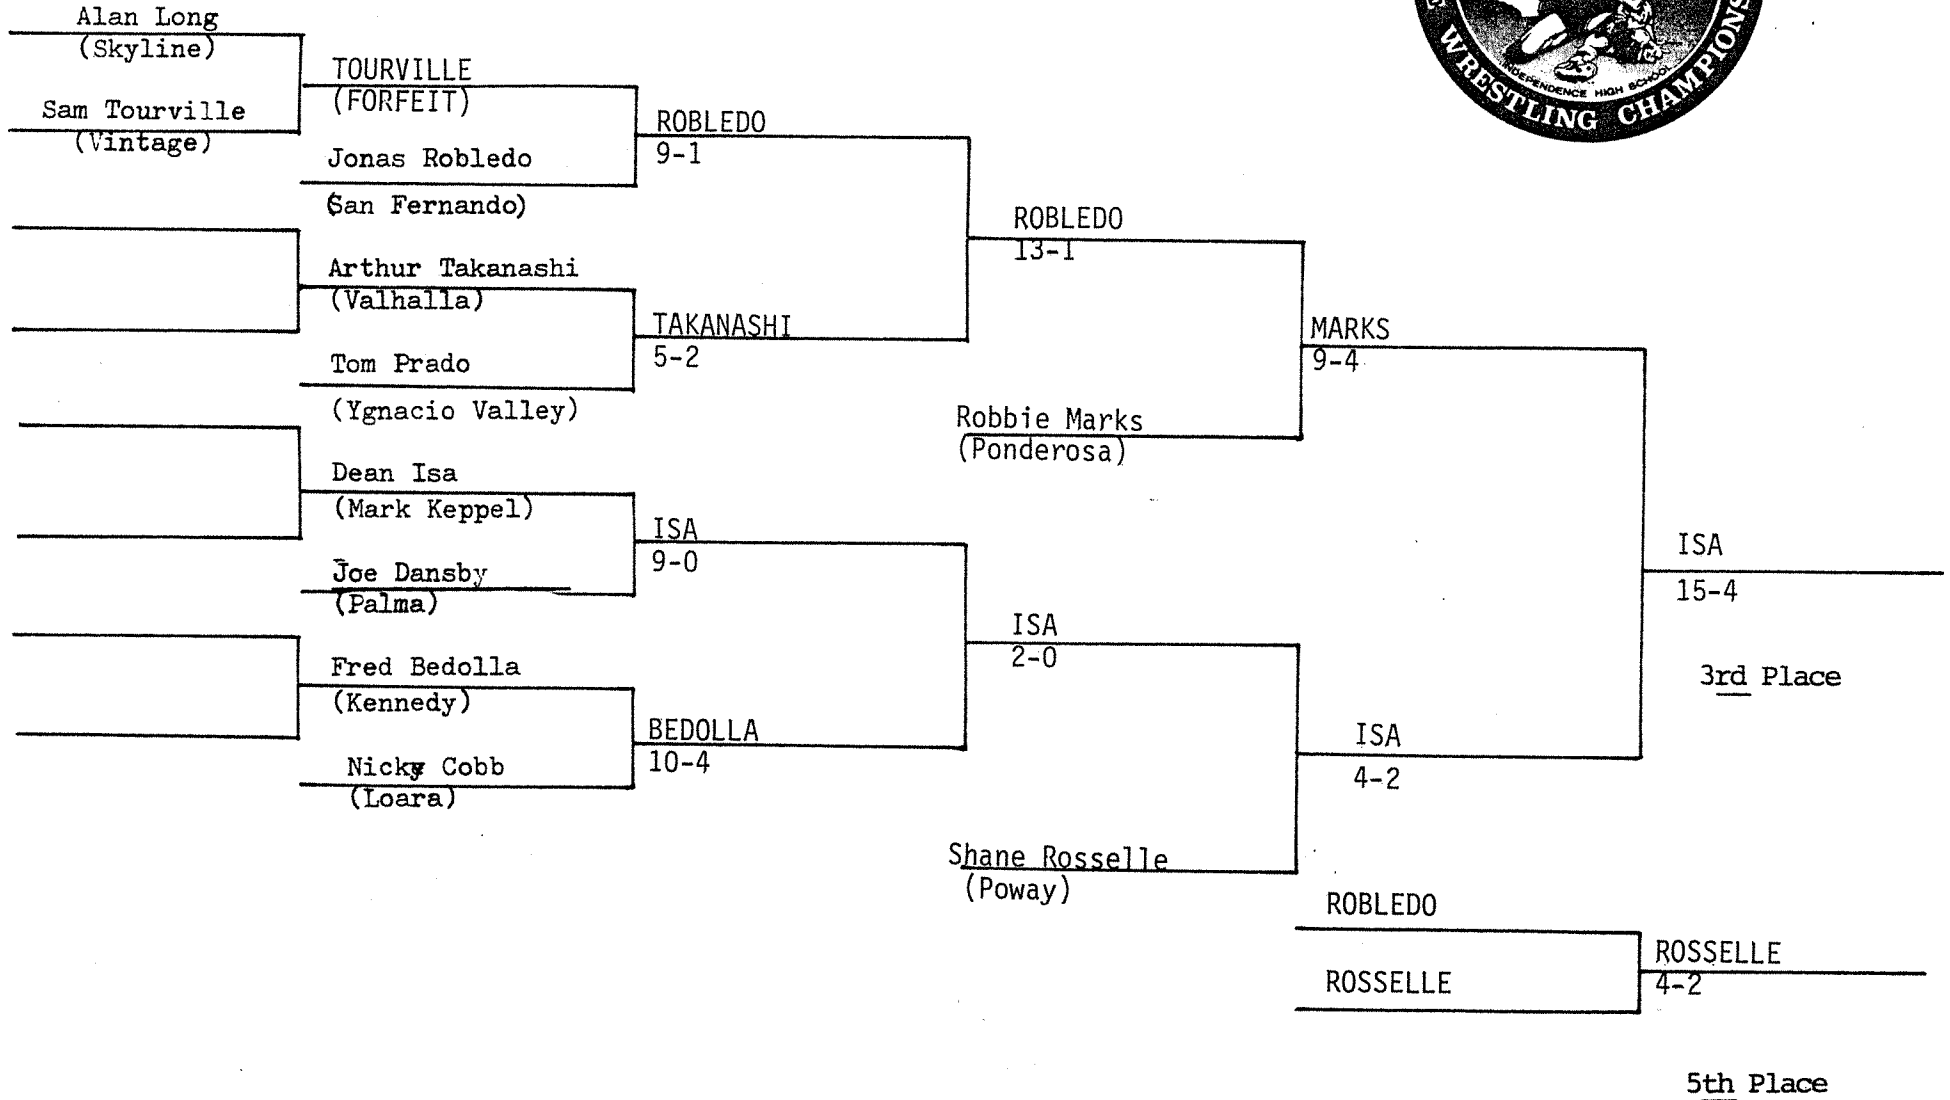 Alan Long
(Skyline)
Sam Tourville
(Vintage)
TOURVILLE
(FORFEIT)
Jonas Robledo
(San Fernando)
ROBLEDO
9-1
Arthur Takanashi
(Valhalla)
Tom Prado
(Ygnacio Valley)
TAKANASHI
5-2
ROBLEDO
13-1
Robbie Marks
(Ponderosa)
MARKS
9-4
Dean Isa
(Mark Keppel)
Joe Dansby
(Palma)
ISA
9-0
Fred Bedolla
(Kennedy)
Nicky Cobb
(Loara)
BEDOLLA
10-4
ISA
2-0
Shane Rosselle
(Poway)
ISA
4-2
ISA
15-4
3rd Place
ROBLEDO
ROSSELLE
ROSSELLE
4-2
5th Place
WRESTLING CHAMPIONS
INDEPENDENCE HIGH SCHOOL